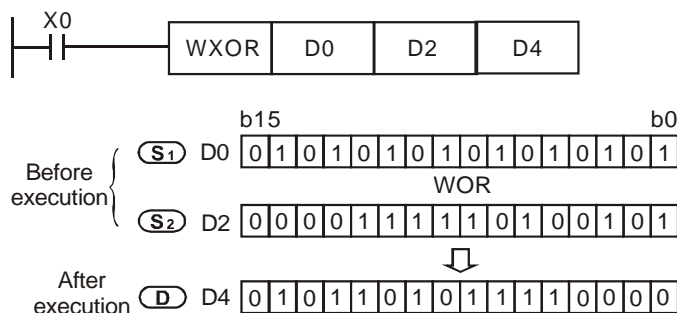 X0
WXOR D0 D2 D4
b15 b0
S1 D0 0 1 0 1 0 1 0 1 0 1 0 1 0 1 0 1
Before
execution
WOR
S2 D2 0 0 0 0 1 1 1 1 1 0 1 0 0 1 0 1
After
execution
D D4 0 1 0 1 1 0 1 0 1 1 1 1 0 0 0 0